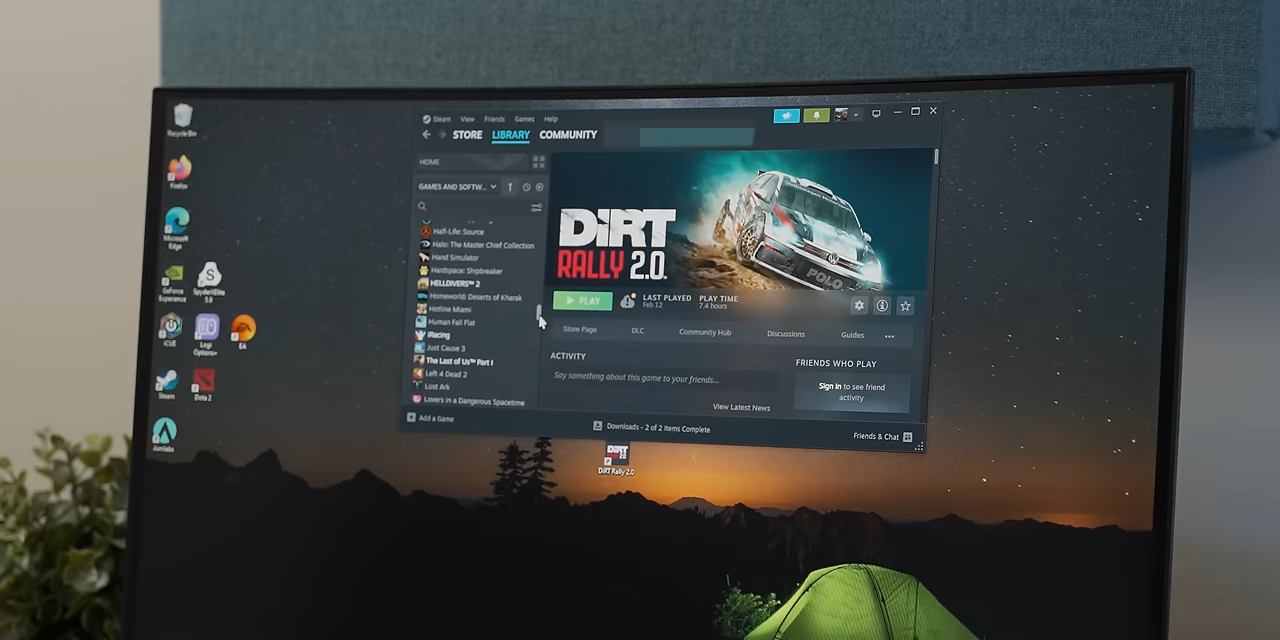 Recycle Bin
Firefox
Microsoft
Edge
GeForce
Experience
SpyderXElite
5.9
iCUE
Logi
Options+
EA
Steam
Dota 2
Aimlabs
Steam View Friends Games Help
STORE LIBRARY COMMUNITY
HOME
GAMES AND SOFTW...
Half-Life: Source
Halo: The Master Chief Collection
Hand Simulator
Hardspace: Shipbreaker
HELLDIVERS™ 2
Homeworld: Deserts of Kharak
Hotline Miami
Human Fall Flat
iRacing
Just Cause 3
The Last of Us™ Part I
Left 4 Dead 2
Lost Ark
Lovers in a Dangerous Spacetime
Add a Game
DiRT
RALLY 2.0
POLO
PLAY
LAST PLAYED
Feb 12
PLAY TIME
7.4 hours
Store Page DLC Community Hub Discussions Guides ...
ACTIVITY
Say something about this game to your friends...
View Latest News
FRIENDS WHO PLAY
Sign in to see friend
activity
Downloads - 2 of 2 Items Complete
Friends & Chat
DiRT Rally 2.0